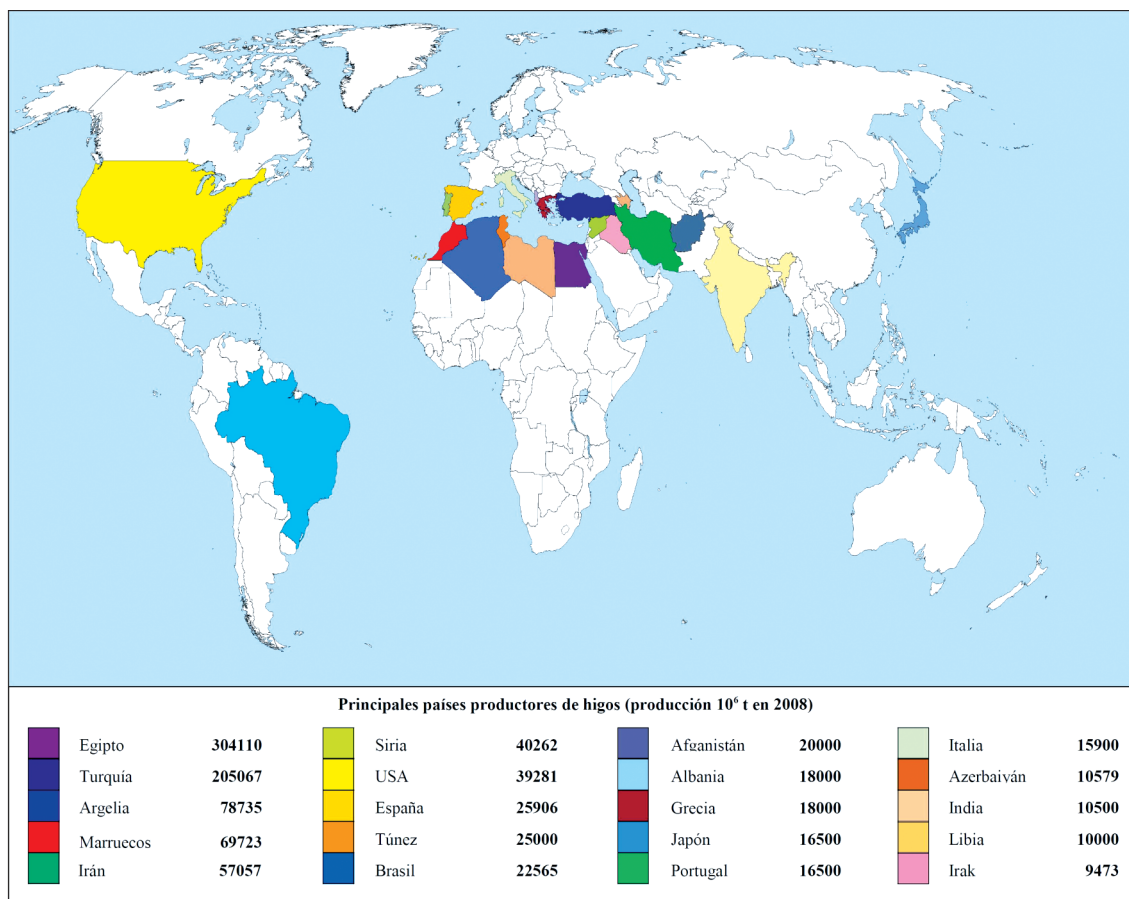 Principales países productores de higos (producción 10⁶ t en 2008)
Egipto 304110
Turquía 205067
Argelia 78735
Marruecos 69723
Irán 57057
Siria 40262
USA 39281
España 25906
Túnez 25000
Brasil 22565
Afganistán 20000
Albania 18000
Grecia 18000
Japón 16500
Portugal 16500
Italia 15900
Azerbaiván 10579
India 10500
Libia 10000
Irak 9473